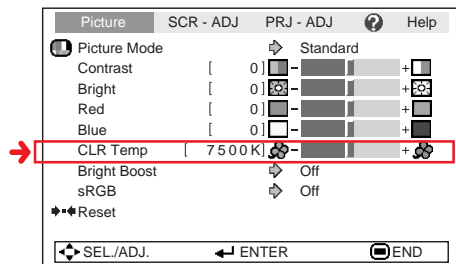 Picture SCR - ADJ PRJ - ADJ ? Help
Picture Mode Standard
Contrast [ 0] - +
Bright [ 0] - +
Red [ 0] - +
Blue [ 0] - +
CLR Temp [ 7500K] - +
Bright Boost Off
sRGB Off
Reset
SEL./ADJ. ENTER END